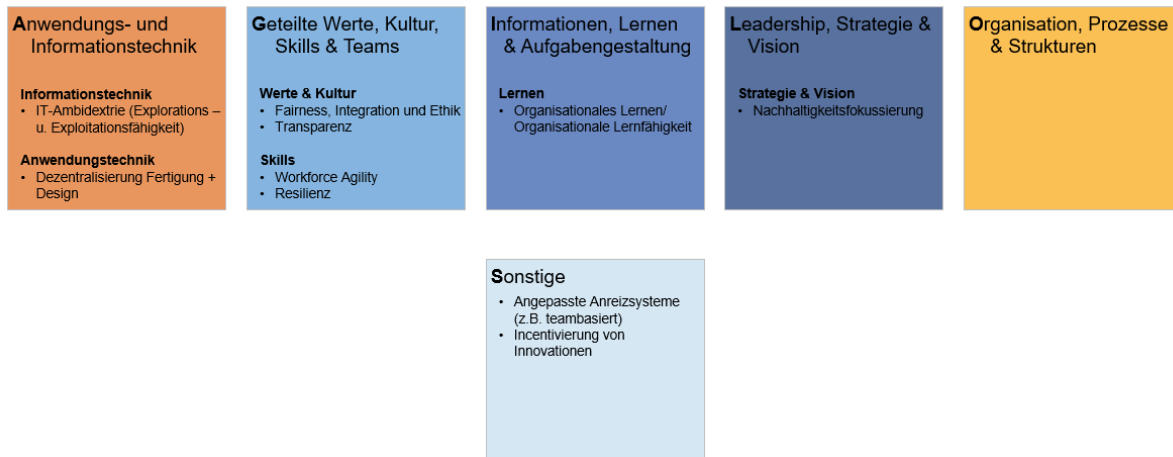 Anwendungs- und
Informationstechnik
Informationstechnik
• IT-Ambidextrie (Explorations –
u. Exploitationsfähigkeit)
Anwendungstechnik
• Dezentralisierung Fertigung +
Design
Geteilte Werte, Kultur,
Skills & Teams
Werte & Kultur
• Fairness, Integration und Ethik
• Transparenz
Skills
• Workforce Agility
• Resilienz
Informationen, Lernen
& Aufgabengestaltung
Lernen
• Organisationales Lernen/
Organisationale Lernfähigkeit
Leadership, Strategie &
Vision
Strategie & Vision
• Nachhaltigkeitsfokussierung
Organisation, Prozesse
& Strukturen
Sonstige
• Angepasste Anreizsysteme
(z.B. teambasiert)
• Incentivierung von
Innovationen